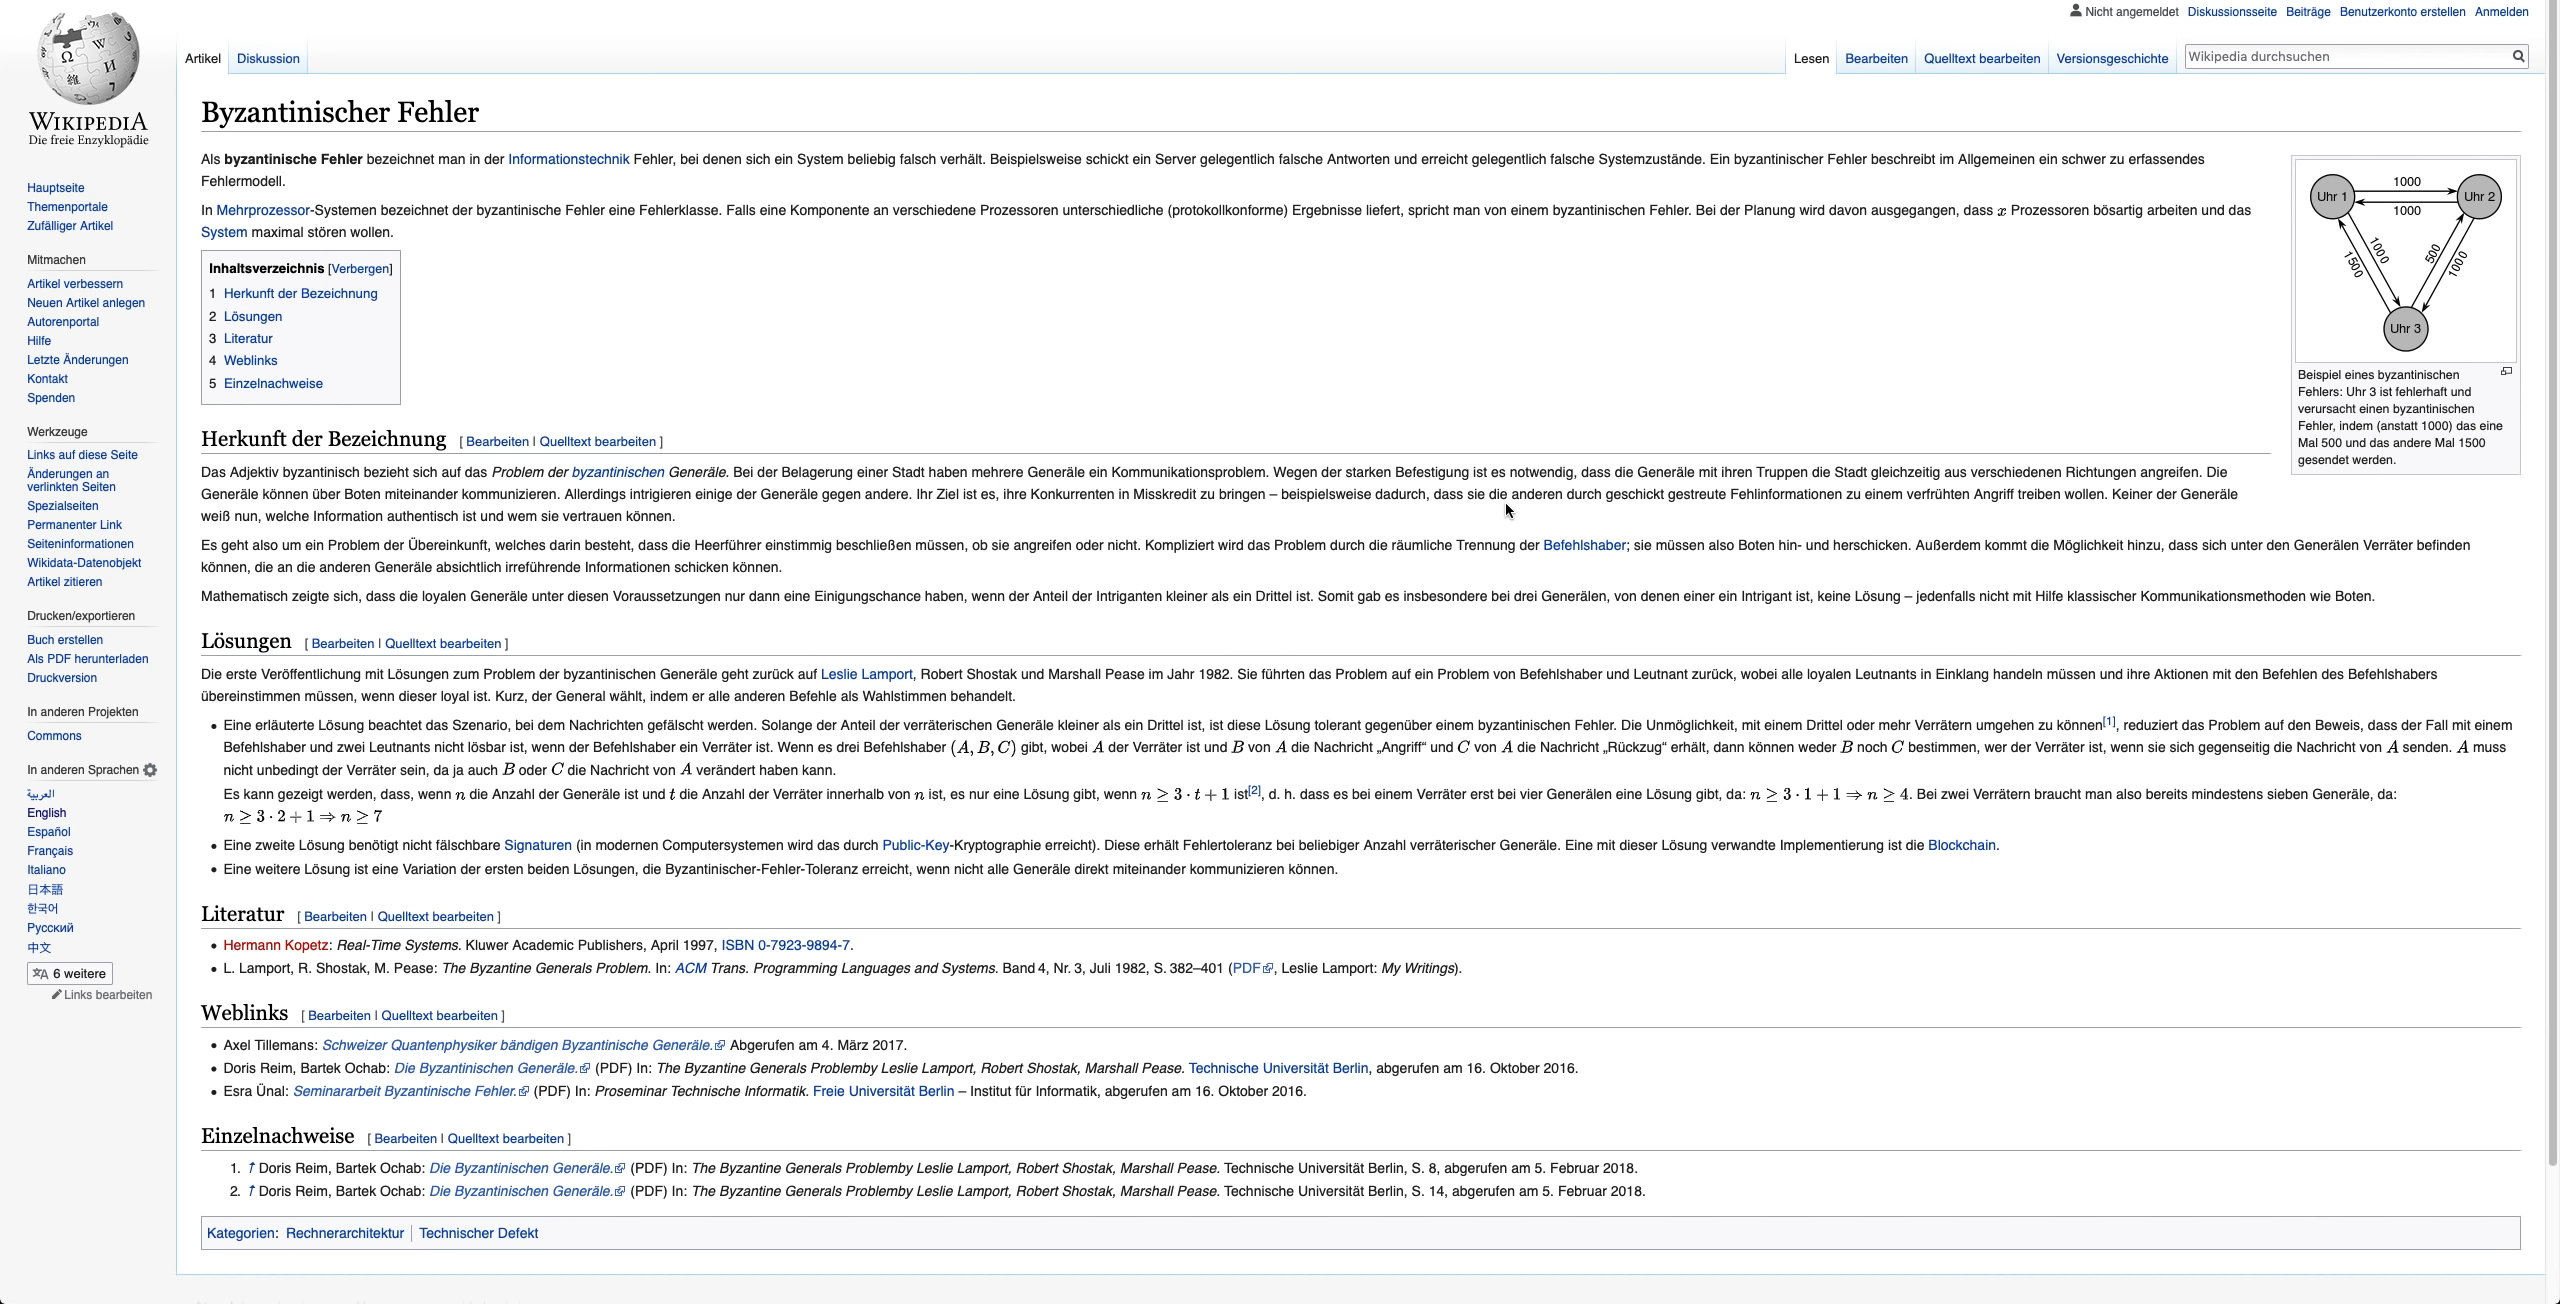 Nicht angemeldet Diskussionsseite Beiträge Benutzerkonto erstellen Anmelden
Artikel Diskussion Lesen Bearbeiten Quelltext bearbeiten Versionsgeschichte Wikipedia durchsuchen
WIKIPEDIA
Die freie Enzyklopädie
Hauptseite
Themenportale
Zufälliger Artikel
Mitmachen
Artikel verbessern
Neuen Artikel anlegen
Autorenportal
Hilfe
Letzte Änderungen
Kontakt
Spenden
Werkzeuge
Links auf diese Seite
Änderungen an
verlinkten Seiten
Spezialseiten
Permanenter Link
Seiteninformationen
Wikidata-Datenobjekt
Artikel zitieren
Drucken/exportieren
Buch erstellen
Als PDF herunterladen
Druckversion
In anderen Projekten
Commons
In anderen Sprachen
العربية
English
Español
Français
Italiano
日本語
한국어
Русский
中文
6 weitere
Links bearbeiten
Byzantinischer Fehler
Als byzantinische Fehler bezeichnet man in der Informationstechnik Fehler, bei denen sich ein System beliebig falsch verhält. Beispielsweise schickt ein Server gelegentlich falsche Antworten und erreicht gelegentlich falsche Systemzustände. Ein byzantinischer Fehler beschreibt im Allgemeinen ein schwer zu erfassendes
Fehlermodell.
In Mehrprozessor-Systemen bezeichnet der byzantinische Fehler eine Fehlerklasse. Falls eine Komponente an verschiedene Prozessoren unterschiedliche (protokollkonforme) Ergebnisse liefert, spricht man von einem byzantinischen Fehler. Bei der Planung wird davon ausgegangen, dass x Prozessoren bösartig arbeiten und das
System maximal stören wollen.
Uhr 1 1000 Uhr 2
1000
1500 1000 500 1000
Uhr 3
Beispiel eines byzantinischen
Fehlers: Uhr 3 ist fehlerhaft und
verursacht einen byzantinischen
Fehler, indem (anstatt 1000) das eine
Mal 500 und das andere Mal 1500
gesendet werden.
Inhaltsverzeichnis [Verbergen]
1 Herkunft der Bezeichnung
2 Lösungen
3 Literatur
4 Weblinks
5 Einzelnachweise
Herkunft der Bezeichnung [ Bearbeiten | Quelltext bearbeiten ]
Das Adjektiv byzantinisch bezieht sich auf das Problem der byzantinischen Generäle. Bei der Belagerung einer Stadt haben mehrere Generäle ein Kommunikationsproblem. Wegen der starken Befestigung ist es notwendig, dass die Generäle mit ihren Truppen die Stadt gleichzeitig aus verschiedenen Richtungen angreifen. Die
Generäle können über Boten miteinander kommunizieren. Allerdings intrigieren einige der Generäle gegen andere. Ihr Ziel ist es, ihre Konkurrenten in Misskredit zu bringen – beispielsweise dadurch, dass sie die anderen durch geschickt gestreute Fehlinformationen zu einem verfrühten Angriff treiben wollen. Keiner der Generäle
weiß nun, welche Information authentisch ist und wem sie vertrauen können.
Es geht also um ein Problem der Übereinkunft, welches darin besteht, dass die Heerführer einstimmig beschließen müssen, ob sie angreifen oder nicht. Kompliziert wird das Problem durch die räumliche Trennung der Befehlshaber; sie müssen also Boten hin- und herschicken. Außerdem kommt die Möglichkeit hinzu, dass sich unter den Generälen Verräter befinden
können, die an die anderen Generäle absichtlich irreführende Informationen schicken können.
Mathematisch zeigte sich, dass die loyalen Generäle unter diesen Voraussetzungen nur dann eine Einigungschance haben, wenn der Anteil der Intriganten kleiner als ein Drittel ist. Somit gab es insbesondere bei drei Generälen, von denen einer ein Intrigant ist, keine Lösung – jedenfalls nicht mit Hilfe klassischer Kommunikationsmethoden wie Boten.
Lösungen [ Bearbeiten | Quelltext bearbeiten ]
Die erste Veröffentlichung mit Lösungen zum Problem der byzantinischen Generäle geht zurück auf Leslie Lamport, Robert Shostak und Marshall Pease im Jahr 1982. Sie führten das Problem auf ein Problem von Befehlshaber und Leutnant zurück, wobei alle loyalen Leutnants in Einklang handeln müssen und ihre Aktionen mit den Befehlen des Befehlshabers
übereinstimmen müssen, wenn dieser loyal ist. Kurz, der General wählt, indem er alle anderen Befehle als Wahlstimmen behandelt.
• Eine erläuterte Lösung beachtet das Szenario, bei dem Nachrichten gefälscht werden. Solange der Anteil der verräterischen Generäle kleiner als ein Drittel ist, ist diese Lösung tolerant gegenüber einem byzantinischen Fehler. Die Unmöglichkeit, mit einem Drittel oder mehr Verrätern umgehen zu können[1], reduziert das Problem auf den Beweis, dass der Fall mit einem
Befehlshaber und zwei Leutnants nicht lösbar ist, wenn der Befehlshaber ein Verräter ist. Wenn es drei Befehlshaber (A, B, C) gibt, wobei A der Verräter ist und B von A die Nachricht „Angriff“ und C von A die Nachricht „Rückzug“ erhält, dann können weder B noch C bestimmen, wer der Verräter ist, wenn sie sich gegenseitig die Nachricht von A senden. A muss
nicht unbedingt der Verräter sein, da ja auch B oder C die Nachricht von A verändert haben kann.
Es kann gezeigt werden, dass, wenn n die Anzahl der Generäle ist und t die Anzahl der Verräter innerhalb von n ist, es nur eine Lösung gibt, wenn n ≥ 3 · t + 1 ist[2], d. h. dass es bei einem Verräter erst bei vier Generälen eine Lösung gibt, da: n ≥ 3 · 1 + 1 ⇒ n ≥ 4. Bei zwei Verrätern braucht man also bereits mindestens sieben Generäle, da:
n ≥ 3 · 2 + 1 ⇒ n ≥ 7
• Eine zweite Lösung benötigt nicht fälschbare Signaturen (in modernen Computersystemen wird das durch Public-Key-Kryptographie erreicht). Diese erhält Fehlertoleranz bei beliebiger Anzahl verräterischer Generäle. Eine mit dieser Lösung verwandte Implementierung ist die Blockchain.
• Eine weitere Lösung ist eine Variation der ersten beiden Lösungen, die Byzantinischer-Fehler-Toleranz erreicht, wenn nicht alle Generäle direkt miteinander kommunizieren können.
Literatur [ Bearbeiten | Quelltext bearbeiten ]
• Hermann Kopetz: Real-Time Systems. Kluwer Academic Publishers, April 1997, ISBN 0-7923-9894-7.
• L. Lamport, R. Shostak, M. Pease: The Byzantine Generals Problem. In: ACM Trans. Programming Languages and Systems. Band 4, Nr. 3, Juli 1982, S. 382–401 (PDF, Leslie Lamport: My Writings).
Weblinks [ Bearbeiten | Quelltext bearbeiten ]
• Axel Tillemans: Schweizer Quantenphysiker bändigen Byzantinische Generäle. Abgerufen am 4. März 2017.
• Doris Reim, Bartek Ochab: Die Byzantinischen Generäle. (PDF) In: The Byzantine Generals Problemby Leslie Lamport, Robert Shostak, Marshall Pease. Technische Universität Berlin, abgerufen am 16. Oktober 2016.
• Esra Ünal: Seminararbeit Byzantinische Fehler. (PDF) In: Proseminar Technische Informatik. Freie Universität Berlin – Institut für Informatik, abgerufen am 16. Oktober 2016.
Einzelnachweise [ Bearbeiten | Quelltext bearbeiten ]
1. ↑ Doris Reim, Bartek Ochab: Die Byzantinischen Generäle. (PDF) In: The Byzantine Generals Problemby Leslie Lamport, Robert Shostak, Marshall Pease. Technische Universität Berlin, S. 8, abgerufen am 5. Februar 2018.
2. ↑ Doris Reim, Bartek Ochab: Die Byzantinischen Generäle. (PDF) In: The Byzantine Generals Problemby Leslie Lamport, Robert Shostak, Marshall Pease. Technische Universität Berlin, S. 14, abgerufen am 5. Februar 2018.
Kategorien: Rechnerarchitektur | Technischer Defekt